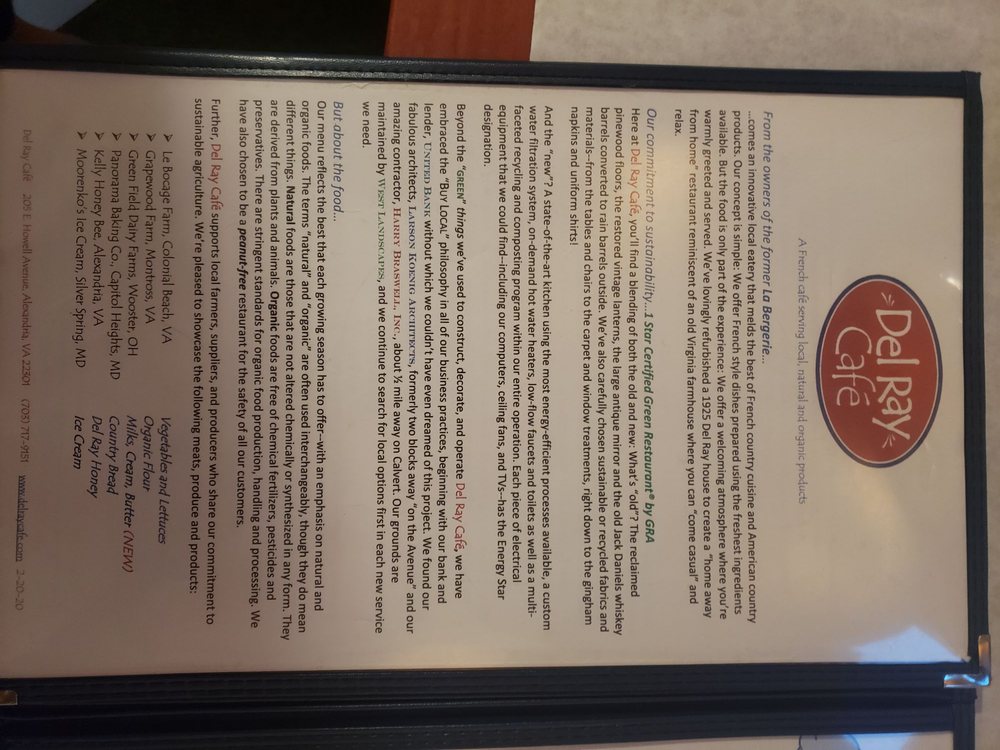 DEL RAY
Café
A French café serving local, natural and organic products
From the owners of the former La Bergerie...
...comes an innovative local eatery that melds the best of French country cuisine and American country
products. Our concept is simple: We offer French style dishes prepared using the freshest ingredients
available. But the food is only part of the experience: We offer a welcoming atmosphere where you're
warmly greeted and served. We've lovingly refurbished a 1925 Del Ray house to create a "home away
from home" restaurant reminiscent of an old Virginia farmhouse where you can "come casual" and
relax.
Our commitment to sustainability... 1 Star Certified Green Restaurant® by GRA
Here at Del Ray Café, you'll find a blending of both the old and new. What's "old"? The reclaimed
pinewood floors, the restored vintage lanterns, the large antique mirror and the old Jack Daniels whiskey
barrels converted to rain barrels outside. We've also carefully chosen sustainable or recycled fabrics and
materials--from the tables and chairs to the carpet and window treatments, right down to the gingham
napkins and uniform shirts!
And the "new"? A state-of-the-art kitchen using the most energy-efficient processes available, a custom
water filtration system, on-demand hot water heaters, low-flow faucets and toilets as well as a multi-
faceted recycling and composting program within our entire operation. Each piece of electrical
equipment that we could find--including our computers, ceiling fans, and TVs--has the Energy Star
designation.
Beyond the "GREEN" things we've used to construct, decorate, and operate Del Ray Café, we have
embraced the "BUY LOCAL" philosophy in all of our business practices, beginning with our bank and
lender, UNITED BANK without which we couldn't have even dreamed of this project. We found our
fabulous architects, LARSON KOENIG ARCHITECTS, formerly two blocks away "on the Avenue" and our
amazing contractor, HARRY BRASWELL, INC., about ½ mile away on Calvert. Our grounds are
maintained by WEST LANDSCAPES, and we continue to search for local options first in each new service
we need.
But about the food...
Our menu reflects the best that each growing season has to offer--with an emphasis on natural and
organic foods. The terms "natural" and "organic" are often used interchangeably, though they do mean
different things. Natural foods are those that are not altered chemically or synthesized in any form. They
are derived from plants and animals. Organic foods are free of chemical fertilizers, pesticides and
preservatives. There are stringent standards for organic food production, handling and processing. We
have also chosen to be a peanut-free restaurant for the safety of all our customers.
Further, Del Ray Café supports local farmers, suppliers, and producers who share our commitment to
sustainable agriculture. We're pleased to showcase the following meats, produce and products:
➢ Le Bocage Farm, Colonial Beach, VA Vegetables and Lettuces
➢ Grapewood Farm, Montross, VA Organic Flour
➢ Green Field Dairy Farms, Wooster, OH Milks, Cream, Butter (NEW)
➢ Panorama Baking Co., Capitol Heights, MD Country Bread
➢ Kelly Honey Bee, Alexandria, VA Del Ray Honey
➢ Moorenko's Ice Cream, Silver Spring, MD Ice Cream
Del Ray Café 205 E. Howell Avenue, Alexandria, VA 22301 (703) 717-9151 www.delraycafe.com 2-20-20